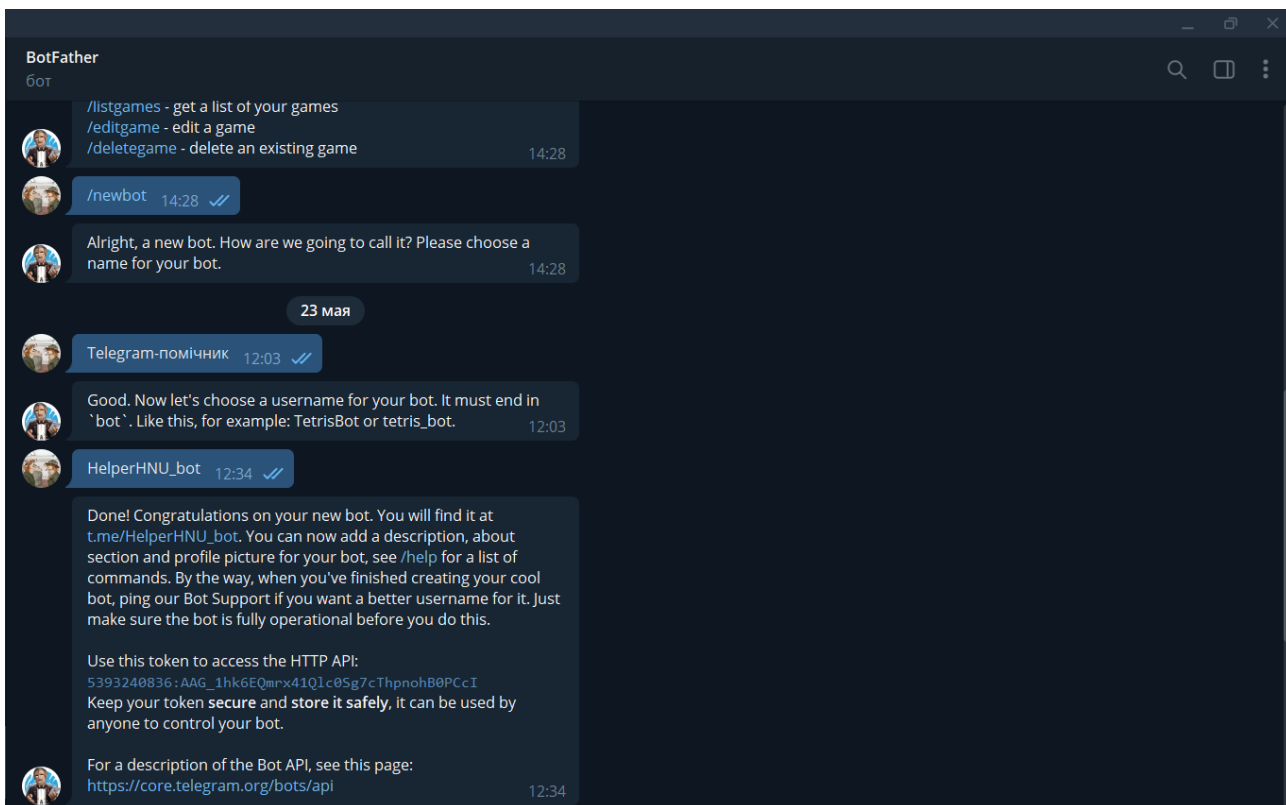 BotFather
бот
/listgames - get a list of your games
/editgame - edit a game
/deletegame - delete an existing game
14:28
/newbot 14:28
Alright, a new bot. How are we going to call it? Please choose a
name for your bot.
14:28
23 мая
Telegram-помічник 12:03
Good. Now let's choose a username for your bot. It must end in
`bot`. Like this, for example: TetrisBot or tetris_bot.
12:03
HelperHNU_bot 12:34
Done! Congratulations on your new bot. You will find it at
t.me/HelperHNU_bot. You can now add a description, about
section and profile picture for your bot, see /help for a list of
commands. By the way, when you've finished creating your cool
bot, ping our Bot Support if you want a better username for it. Just
make sure the bot is fully operational before you do this.
Use this token to access the HTTP API:
5393240836:AAG_1hk6EQmrx41Qlc0Sg7cThpnohB0PCcI
Keep your token secure and store it safely, it can be used by
anyone to control your bot.
For a description of the Bot API, see this page:
https://core.telegram.org/bots/api
12:34